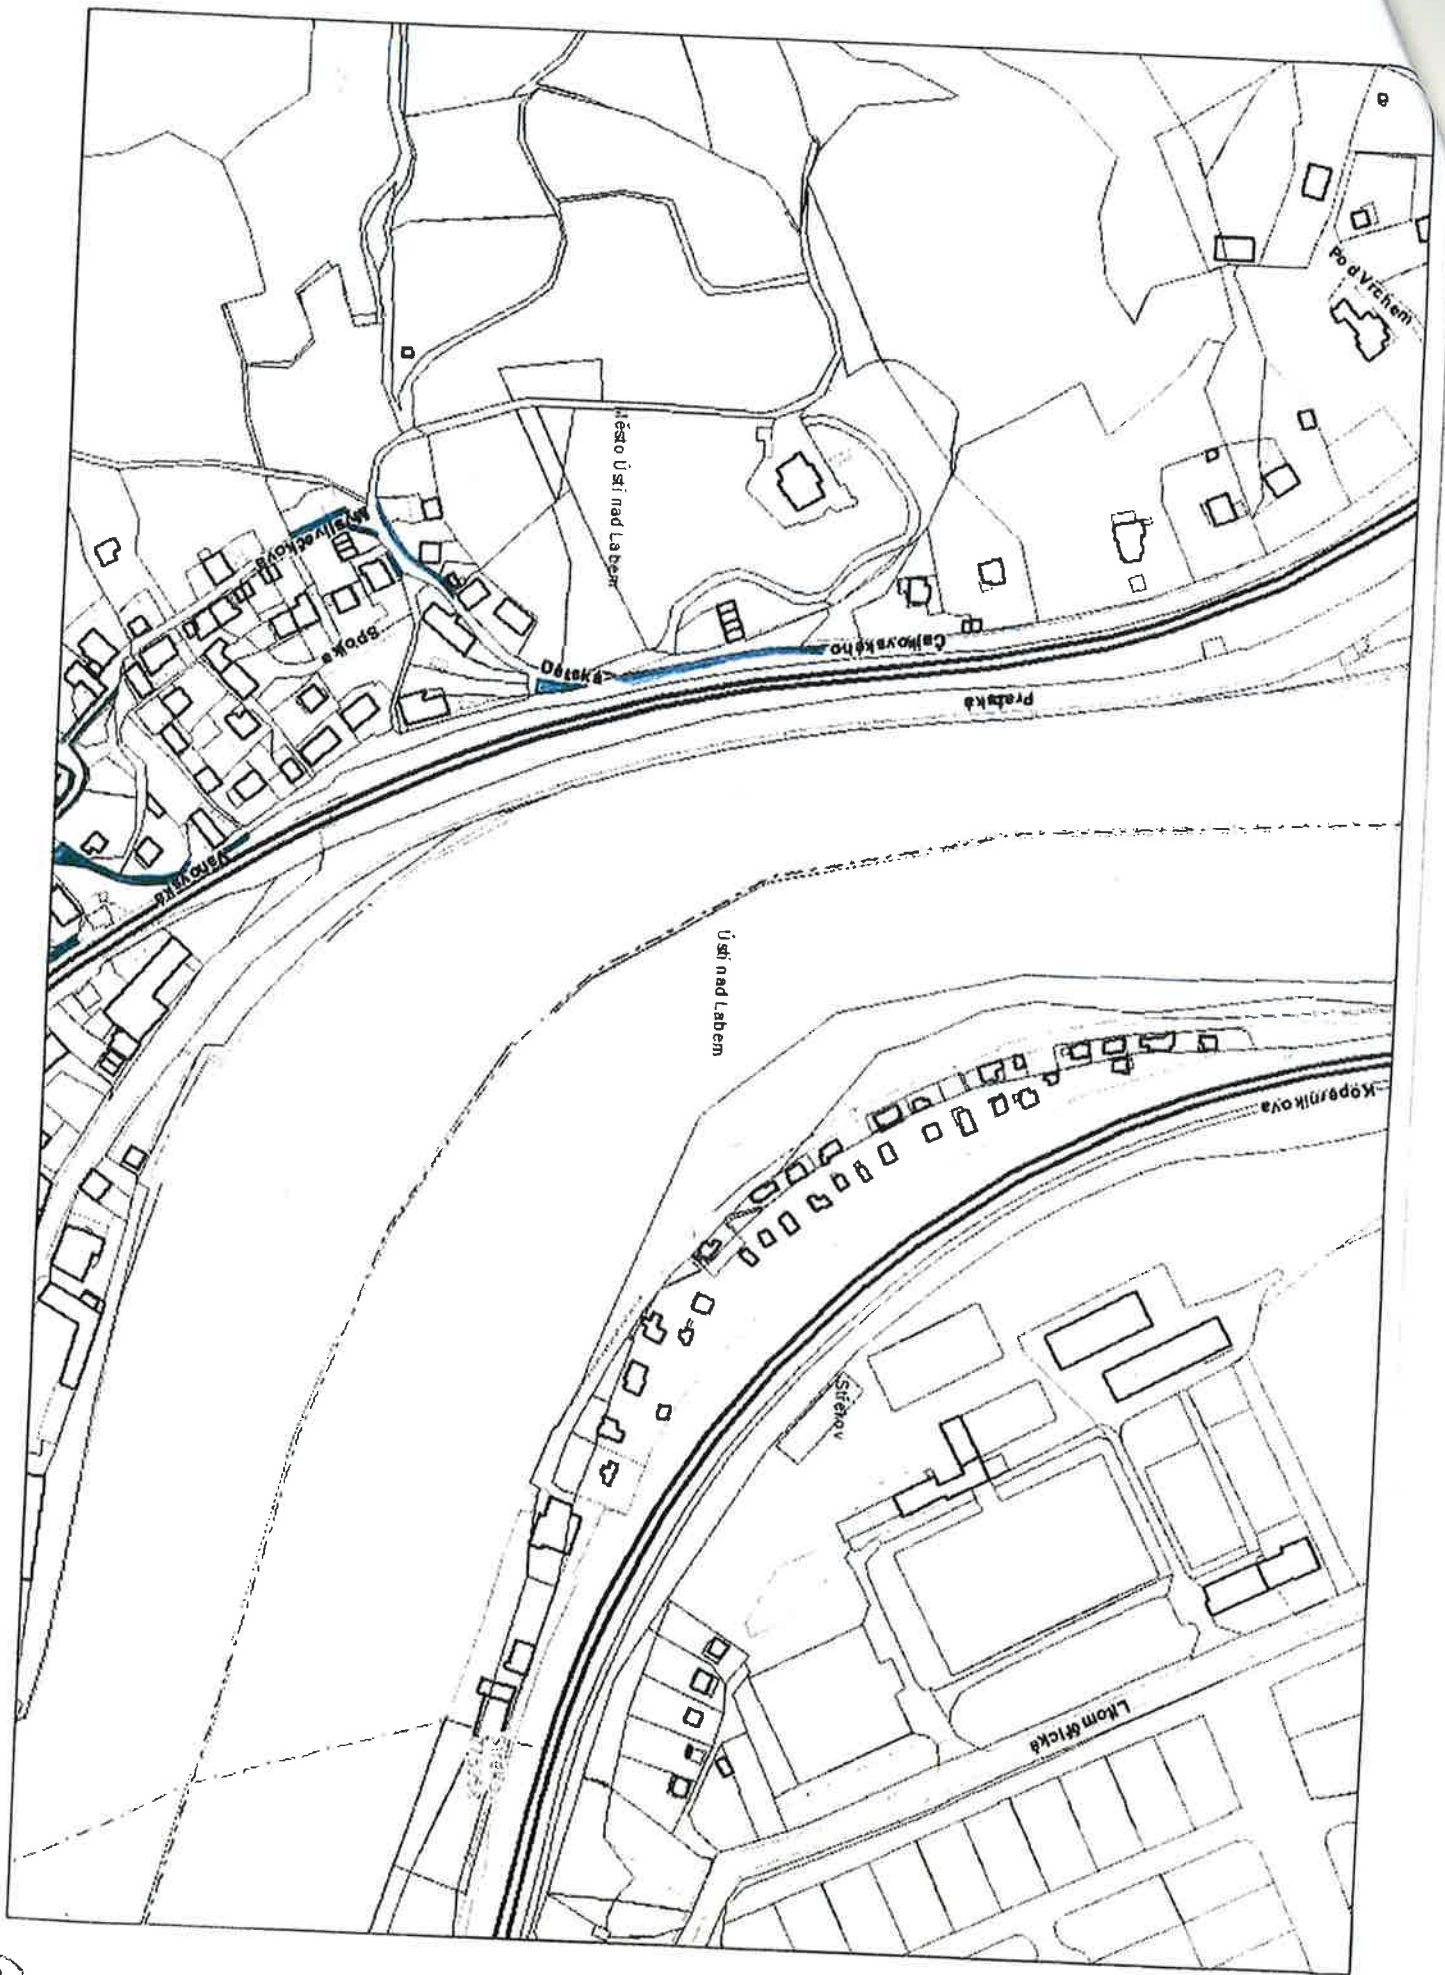 Pod Vrchem
Město Ústí nad Labem
Myslivečkova
Spojka
Dětská
Čajkovského
Pražská
Vaňovská
Ústí nad Labem
Koperníkova
Střekov
Litoměřická